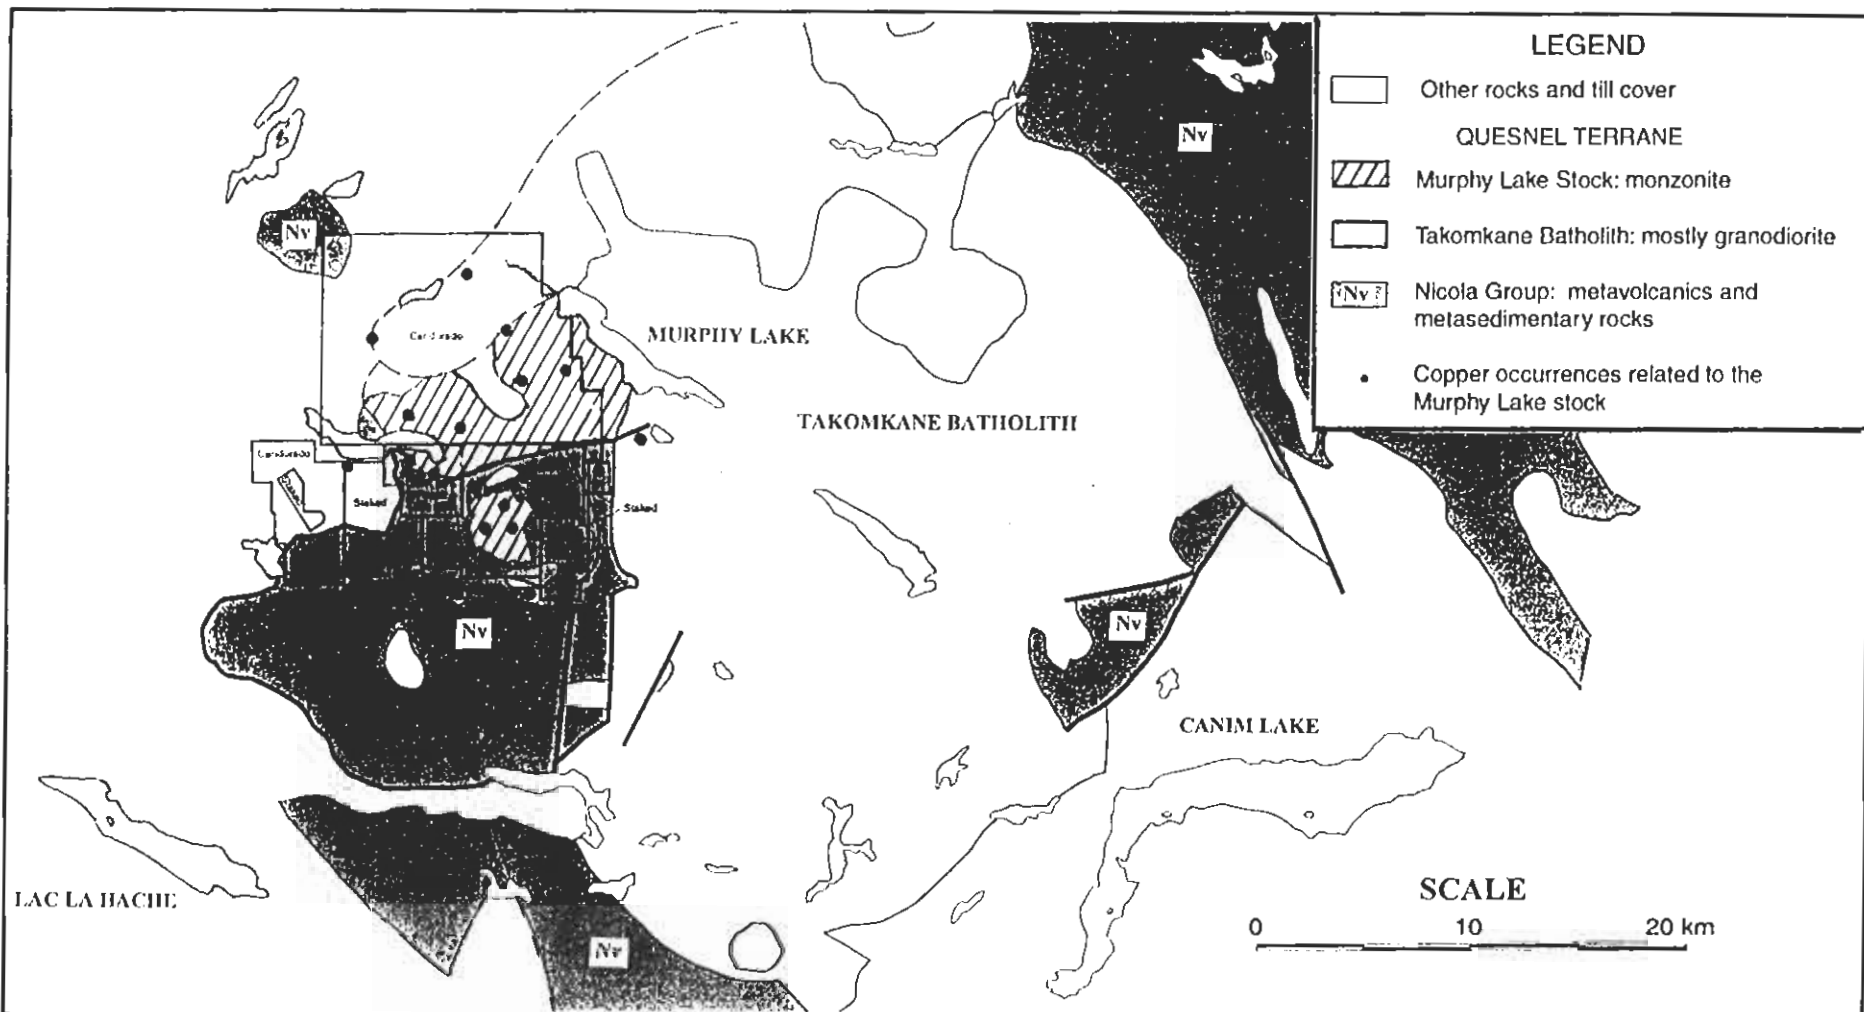 LEGEND
Other rocks and till cover
QUESNEL TERRANE
Murphy Lake Stock: monzonite
Takomkane Batholith: mostly granodiorite
Nv
Nicola Group: metavolcanics and
metasedimentary rocks
Copper occurrences related to the
Murphy Lake stock
Nv
Nv
MURPHY LAKE
TAKOMKANE BATHOLITH
Staked
Staked
Nv
Nv
CANIM LAKE
LAC LA HACHE
Nv
SCALE
0 10 20 km